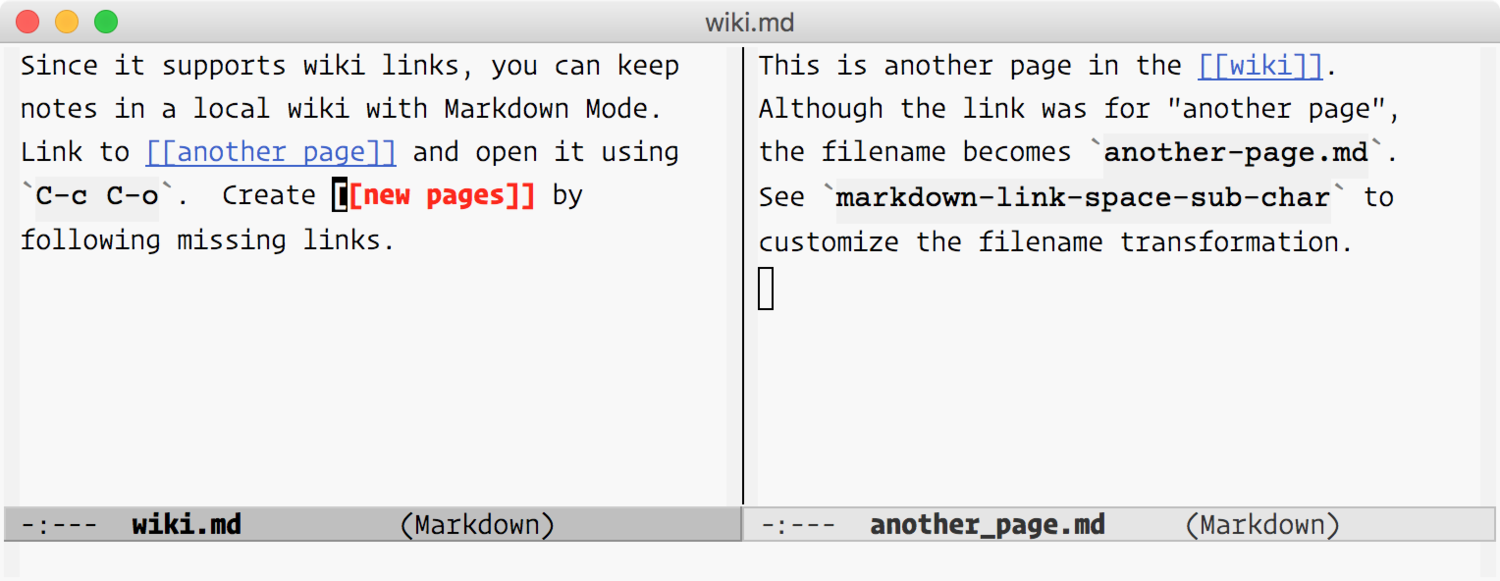 wiki.md
Since it supports wiki links, you can keep
notes in a local wiki with Markdown Mode.
Link to [[another page]] and open it using
`C-c C-o`.  Create [[new pages]] by
following missing links.
This is another page in the [[wiki]].
Although the link was for "another page",
the filename becomes `another-page.md`.
See `markdown-link-space-sub-char` to
customize the filename transformation.
-:---  wiki.md  (Markdown)
-:---  another_page.md  (Markdown)